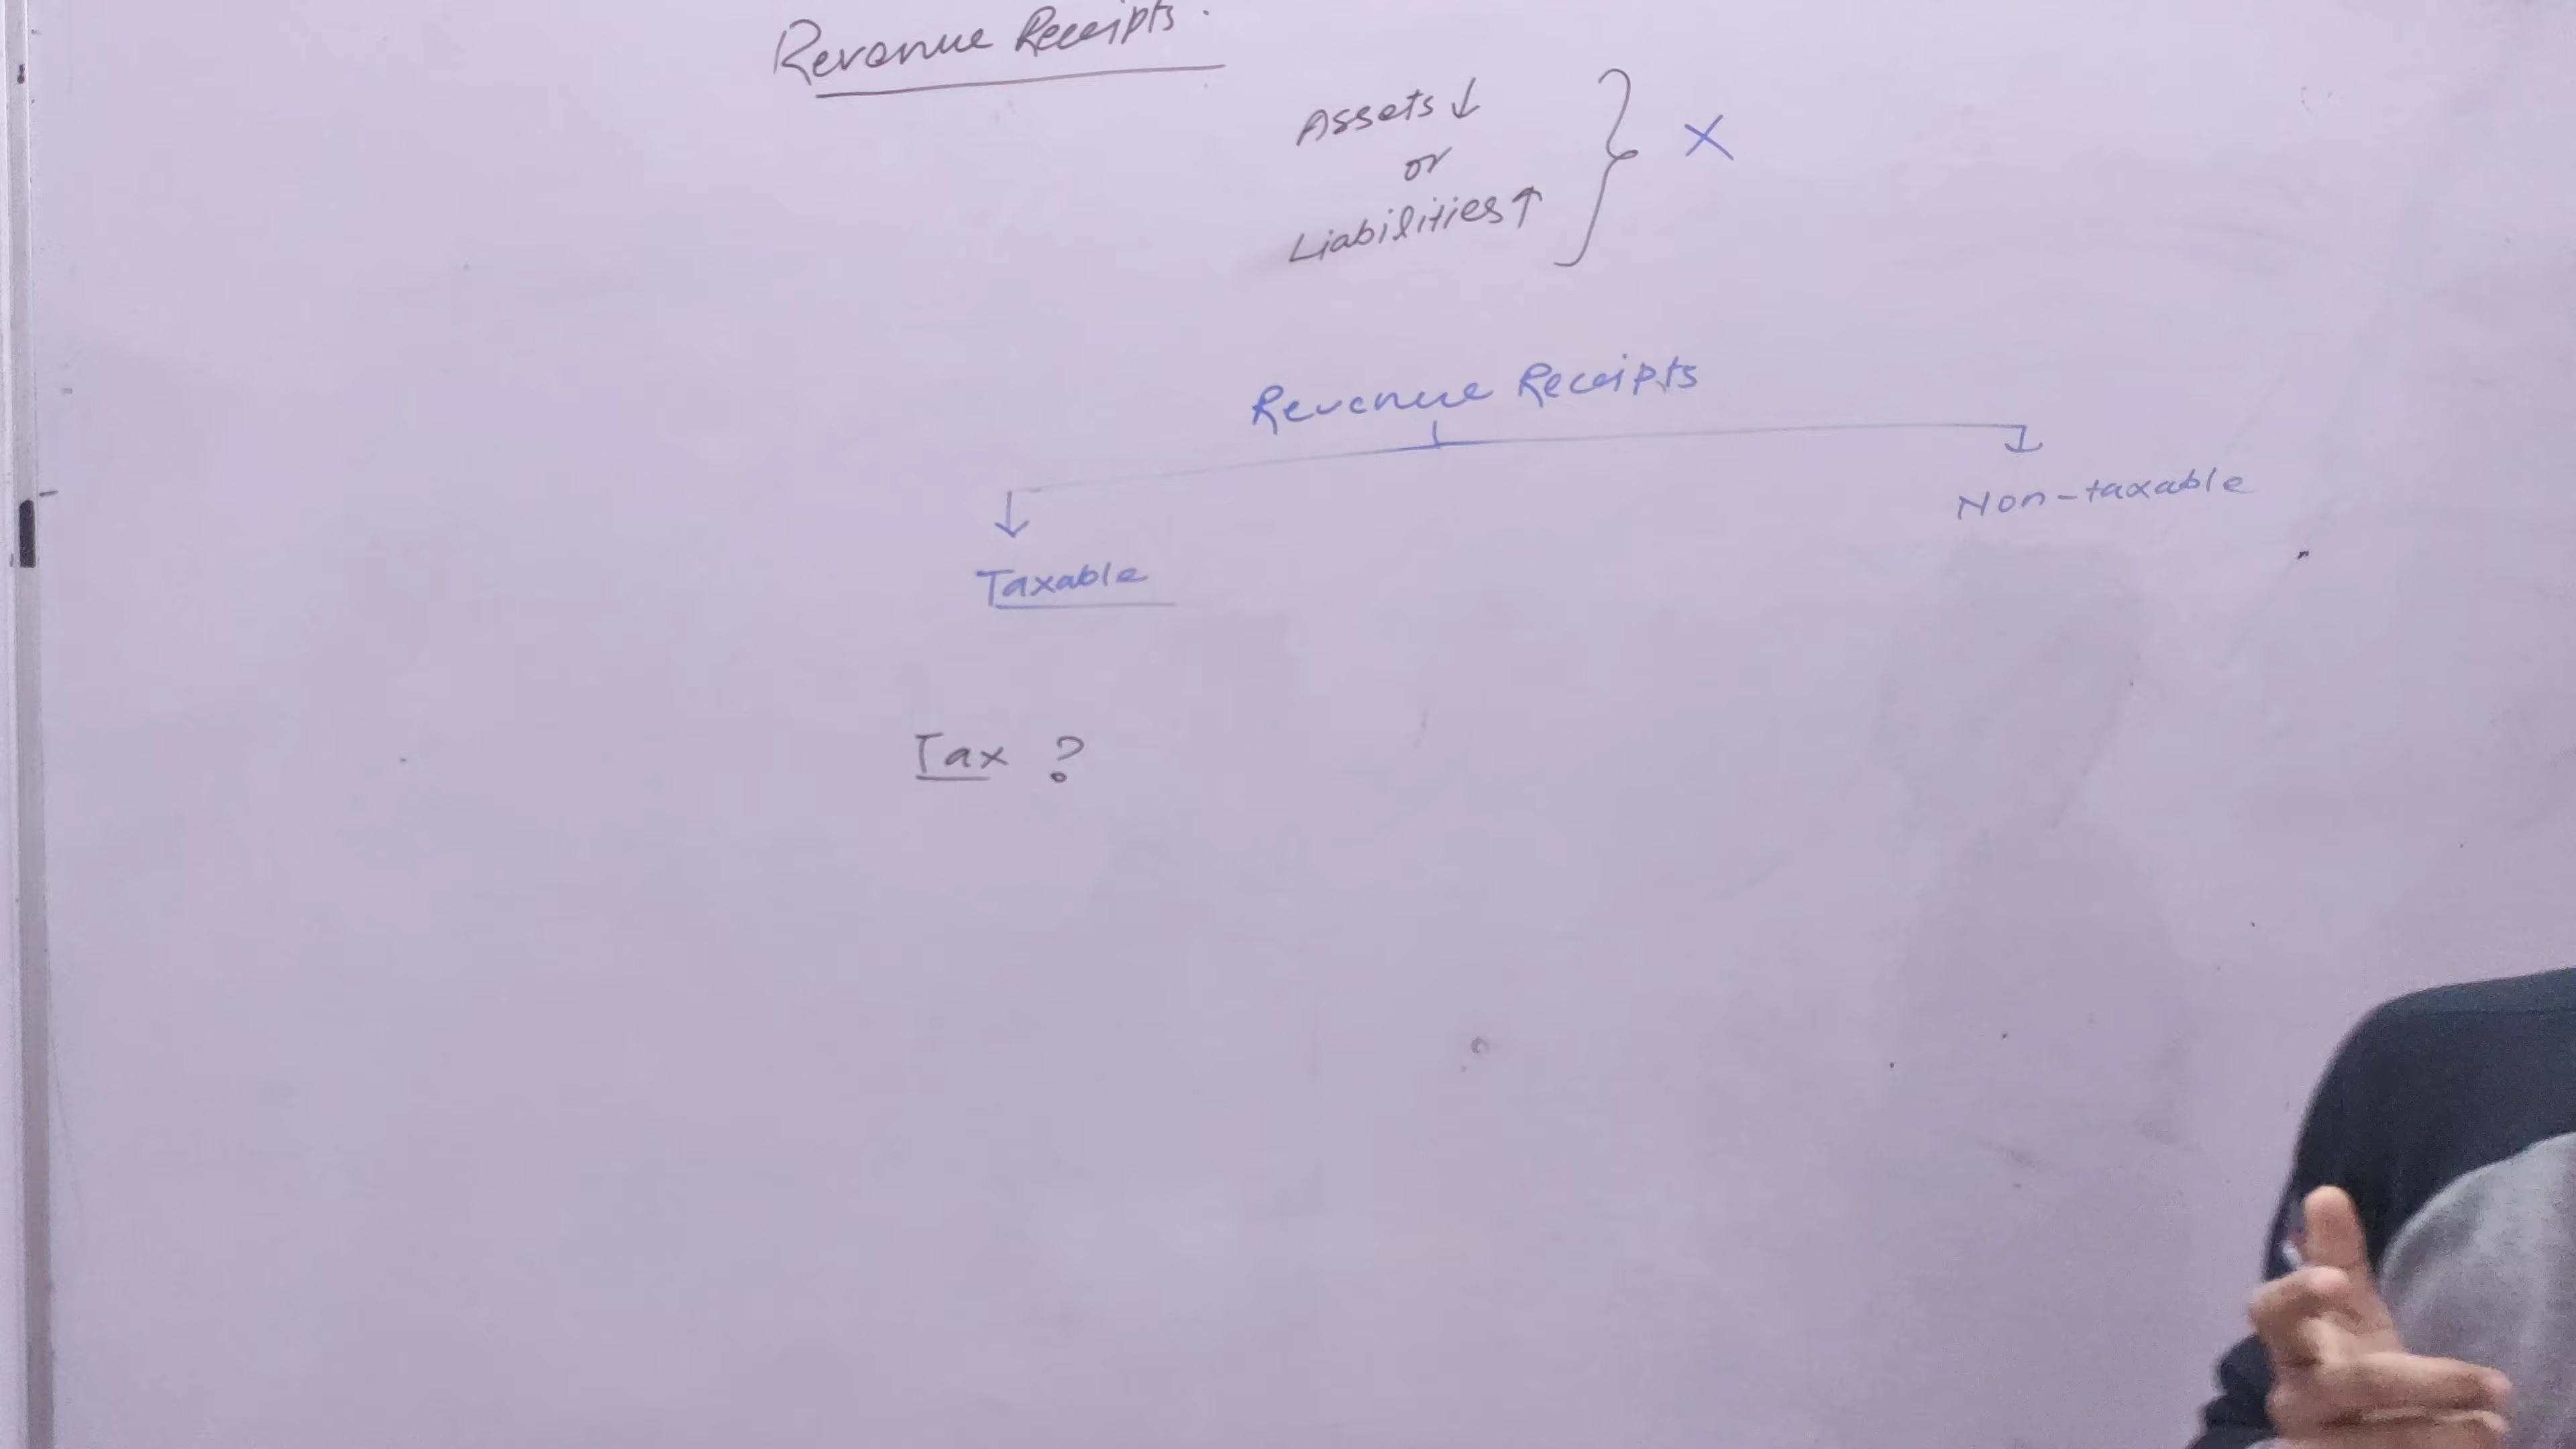 Revenue Receipts.
Assets ↓
or
Liabilities ↑
} X
Revenue Receipts
Non-taxable
Taxable
Tax ?